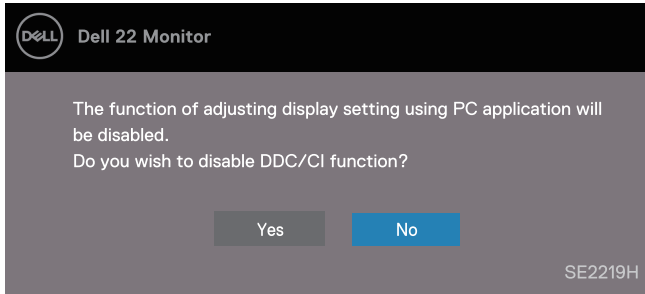 DELL Dell 22 Monitor
The function of adjusting display setting using PC application will
be disabled.
Do you wish to disable DDC/CI function?
Yes No
SE2219H